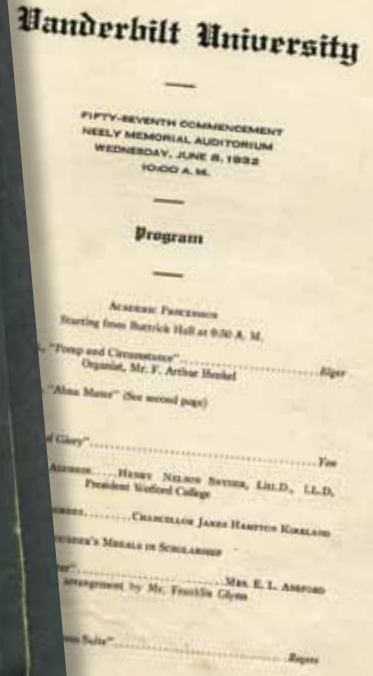 Vanderbilt University
FIFTY-SEVENTH COMMENCEMENT
NEELY MEMORIAL AUDITORIUM
WEDNESDAY, JUNE 8, 1932
10:00 A. M.
Program
ACADEMIC PROCESSION
Starting from Buttrick Hall at 9:50 A. M.
"Pomp and Circumstance"..............................Elgar
Organist, Mr. F. Arthur Henkel
"Alma Mater" (See second page)
Glory"..............................
ADDRESS......HENRY NELSON SNYDER, Litt.D., LL.D.
President Wofford College
.........CHANCELLOR JAMES HAMPTON KIRKLAND
FOUNDER'S MEDALS IN SCHOLARSHIP
..............................MRS. E. L. ASHFORD
arrangement by Mr. Franklin Glynn
Suite"..............................Rogers